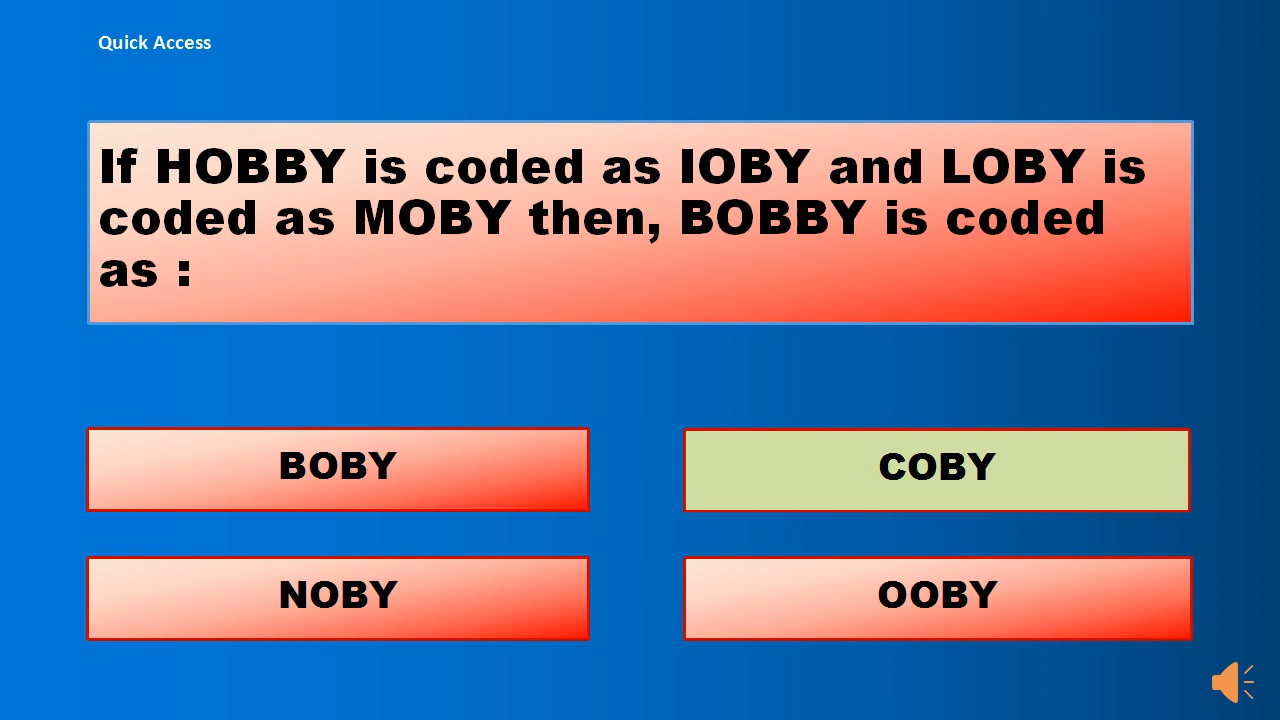 Quick Access
If HOBBY is coded as IOBY and LOBY is
coded as MOBY then, BOBBY is coded
as :
BOBY
COBY
NOBY
OOBY